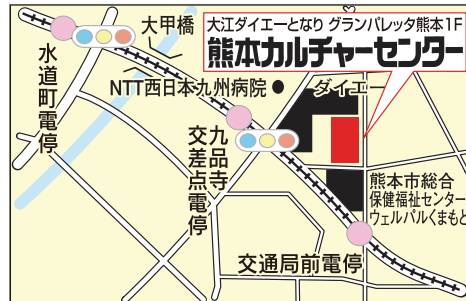 大甲橋
大江ダイエーとなり グランパレッタ熊本1F
熊本カルチャーセンター
水道町電停
NTT西日本九州病院
ダイエー
九品寺
交差点電停
熊本市総合
保健福祉センター
ウェルパルくまもと
交通局前電停